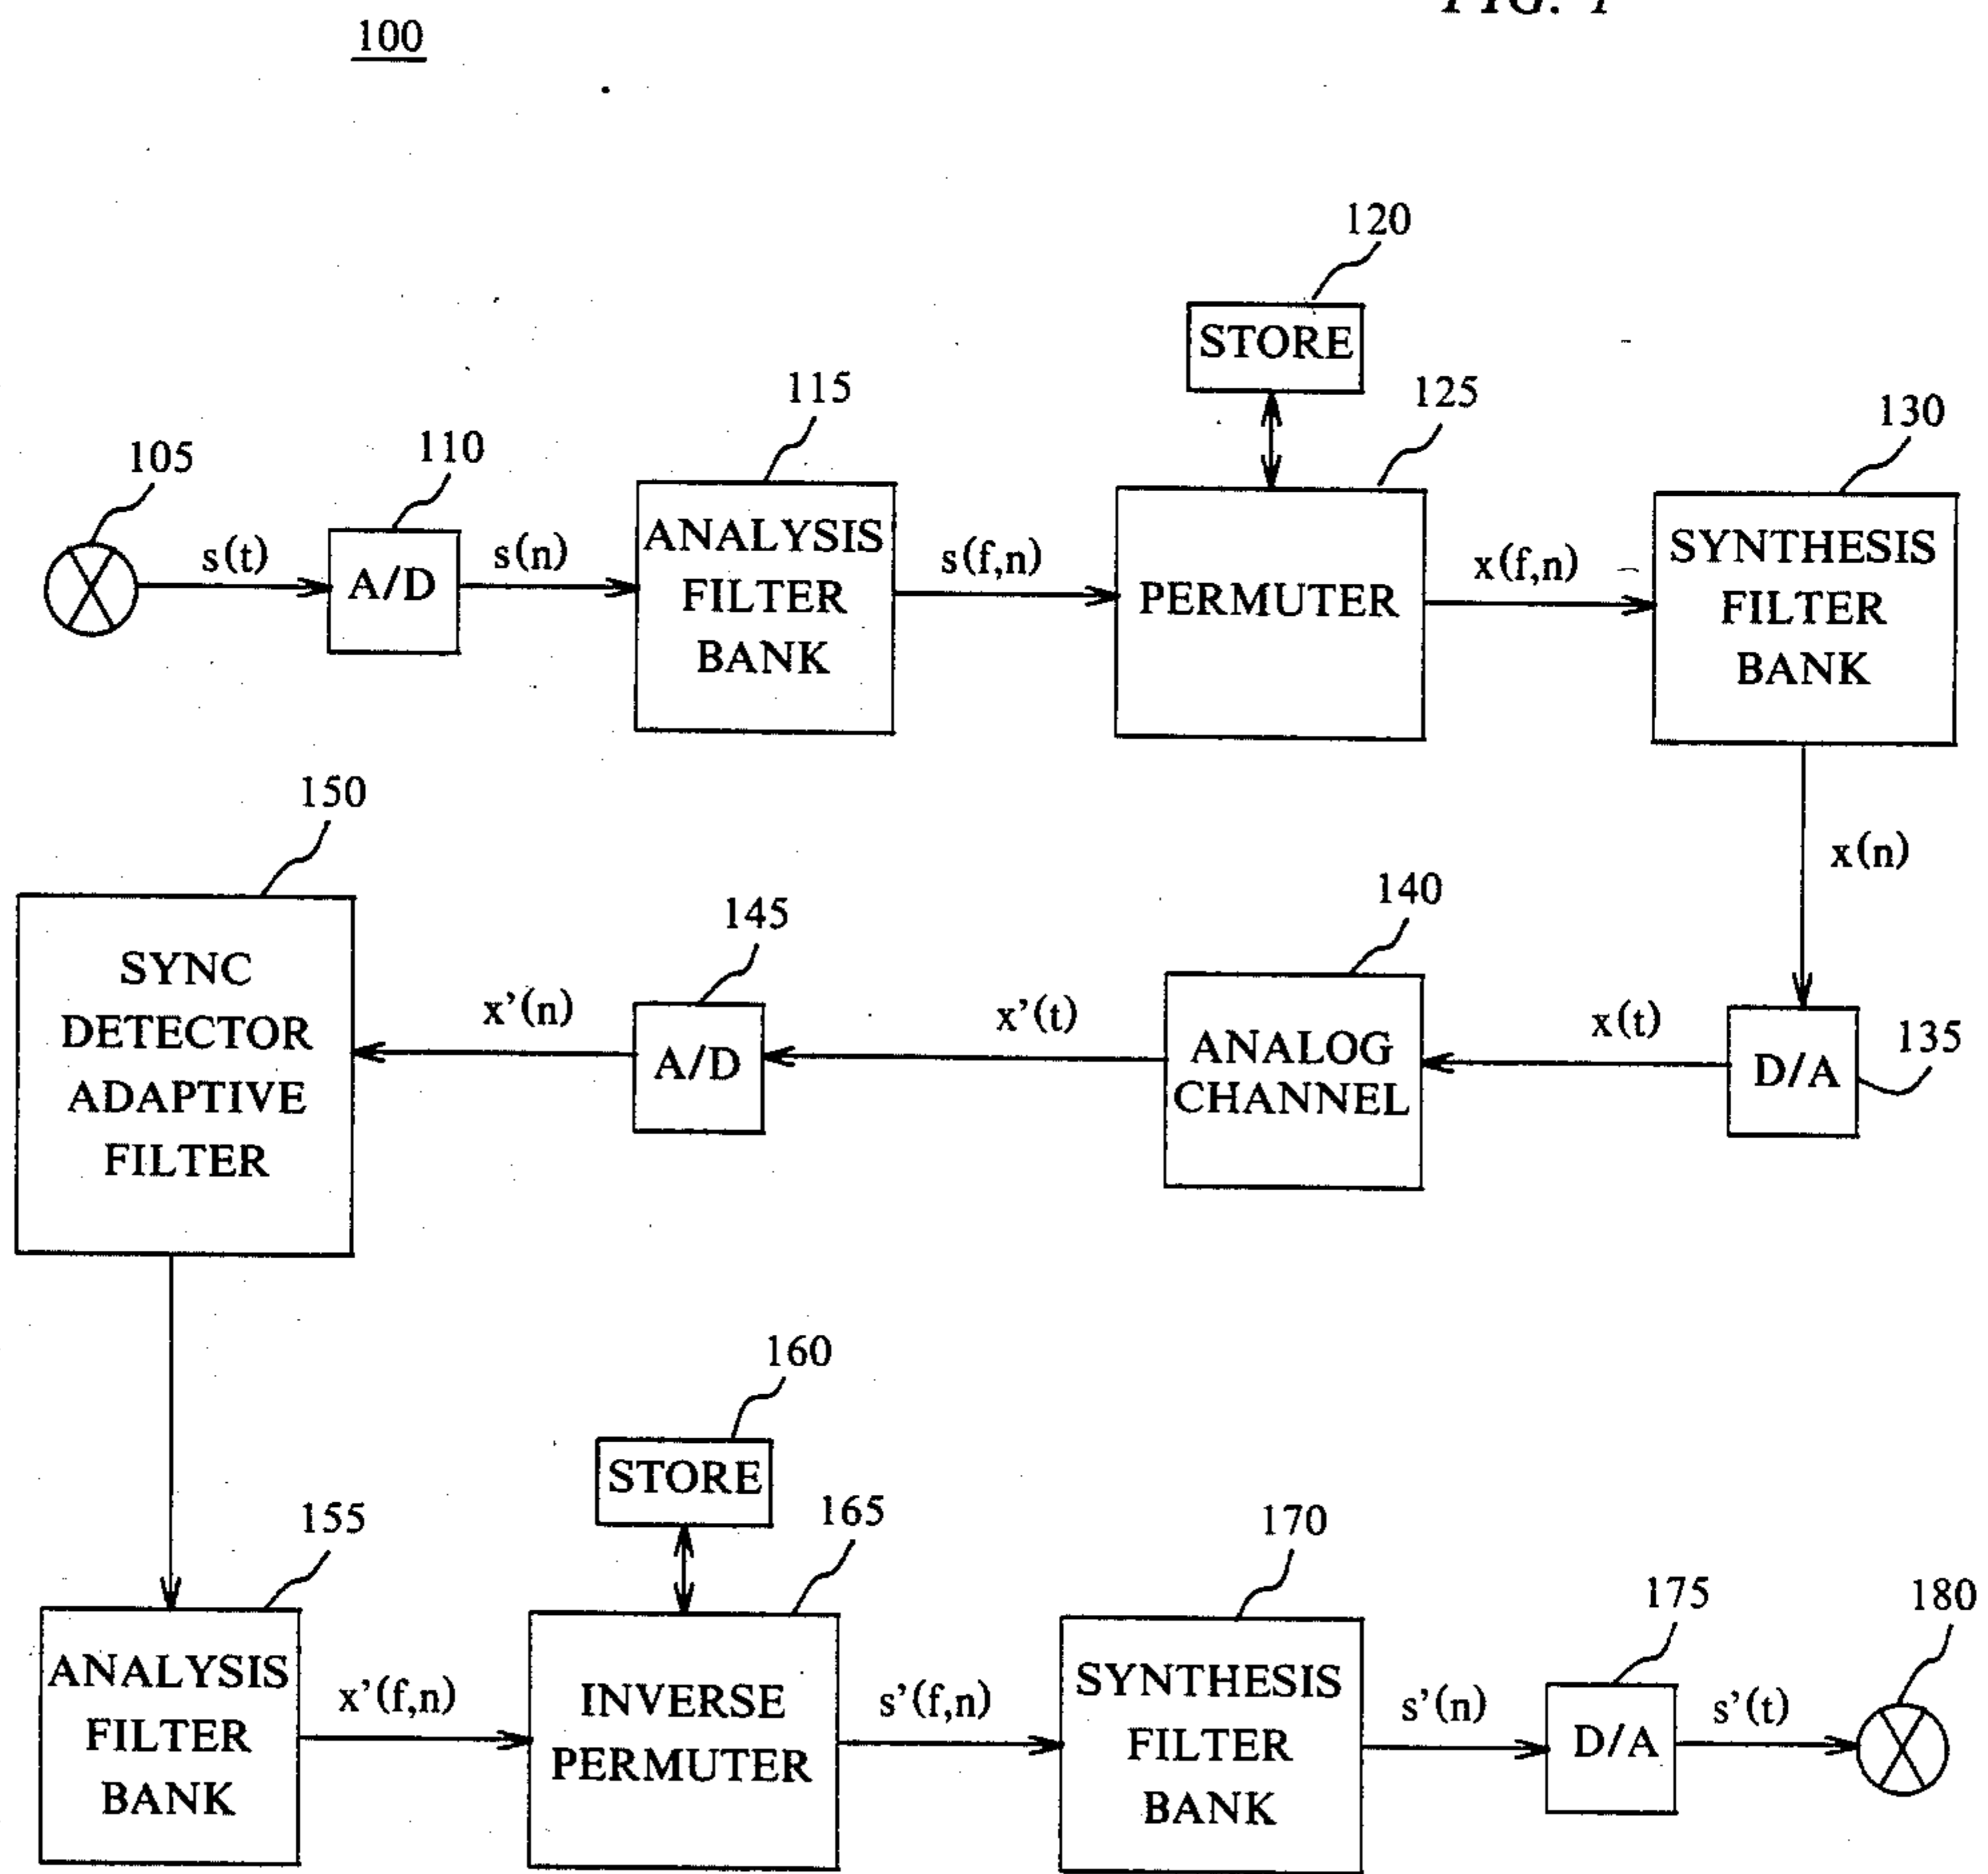 FIG. 1
100
120
STORE
105
s(t)
110
A/D
s(n)
115
ANALYSIS
FILTER
BANK
s(f,n)
125
PERMUTER
x(f,n)
130
SYNTHESIS
FILTER
BANK
x(n)
135
D/A
x(t)
140
ANALOG
CHANNEL
x'(t)
145
A/D
x'(n)
150
SYNC
DETECTOR
ADAPTIVE
FILTER
155
ANALYSIS
FILTER
BANK
x'(f,n)
160
STORE
165
INVERSE
PERMUTER
s'(f,n)
170
SYNTHESIS
FILTER
BANK
s'(n)
175
D/A
s'(t)
180